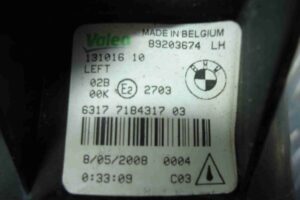 Valeo MADE IN BELGIUM
89203674 LH
131016 10
LEFT
BMW
02B
00K E2 2703
6317 7184317 03
8/05/2008 0004
0:33:09 C03